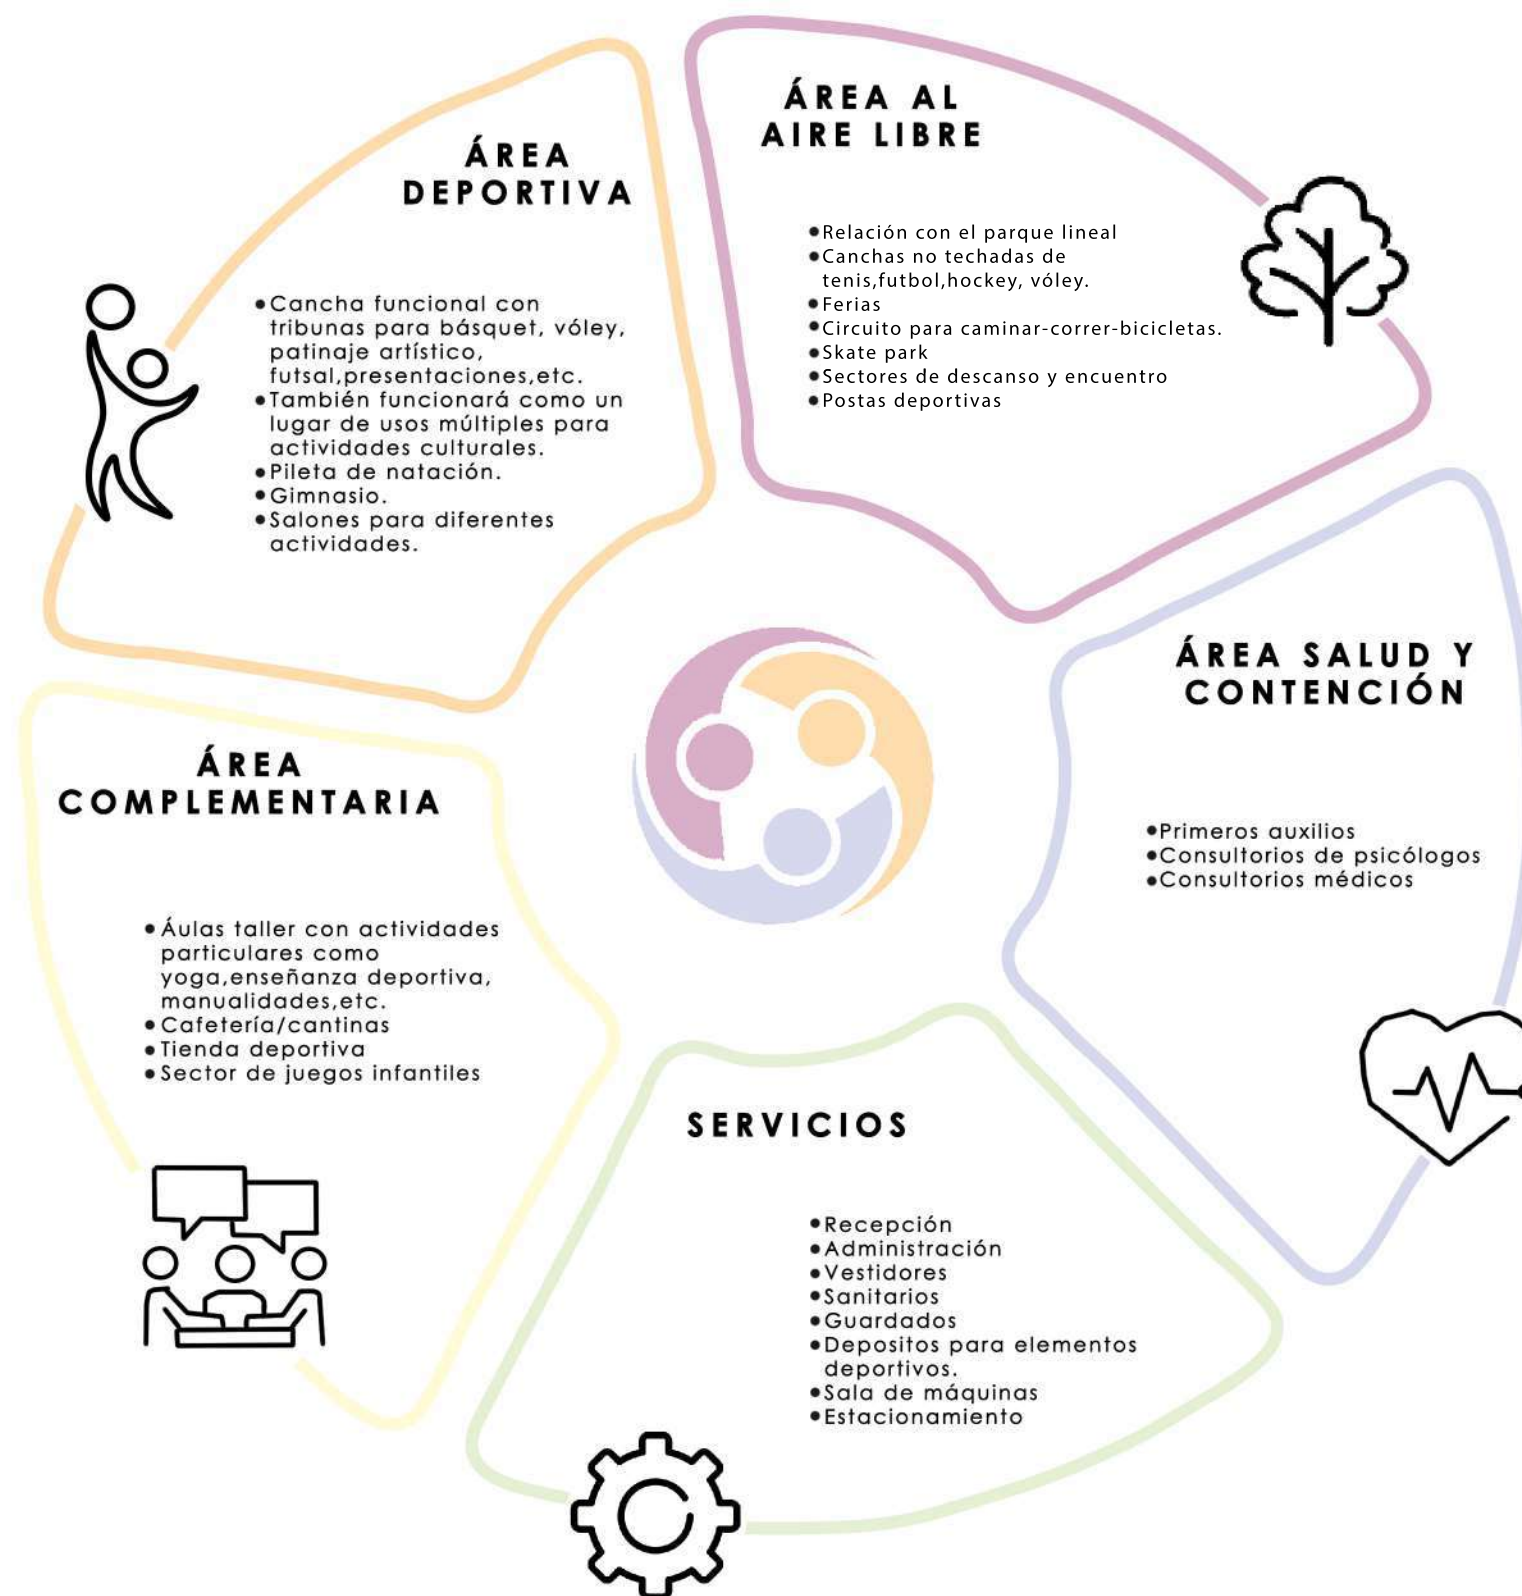 ÁREA
DEPORTIVA
●Cancha funcional con
tribunas para básquet, vóley,
patinaje artístico,
futsal,presentaciones,etc.
●También funcionará como un
lugar de usos múltiples para
actividades culturales.
●Pileta de natación.
●Gimnasio.
●Salones para diferentes
actividades.
ÁREA AL
AIRE LIBRE
●Relación con el parque lineal
●Canchas no techadas de
tenis,futbol,hockey, vóley.
●Ferias
●Circuito para caminar-correr-bicicletas.
●Skate park
●Sectores de descanso y encuentro
●Postas deportivas
ÁREA SALUD Y
CONTENCIÓN
●Primeros auxilios
●Consultorios de psicólogos
●Consultorios médicos
ÁREA
COMPLEMENTARIA
●Áulas taller con actividades
particulares como
yoga,enseñanza deportiva,
manualidades,etc.
●Cafetería/cantinas
●Tienda deportiva
●Sector de juegos infantiles
SERVICIOS
●Recepción
●Administración
●Vestidores
●Sanitarios
●Guardados
●Depositos para elementos
deportivos.
●Sala de máquinas
●Estacionamiento